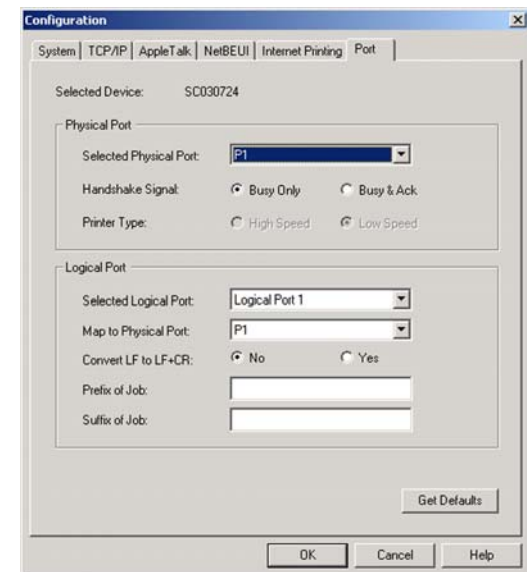 Configuration
System TCP/IP AppleTalk NetBEUI Internet Printing Port
Selected Device: SC030724
Physical Port
Selected Physical Port: P1
Handshake Signal: Busy Only Busy & Ack
Printer Type: High Speed Low Speed
Logical Port
Selected Logical Port: Logical Port 1
Map to Physical Port: P1
Convert LF to LF+CR: No Yes
Prefix of Job:
Suffix of Job:
Get Defaults
OK Cancel Help